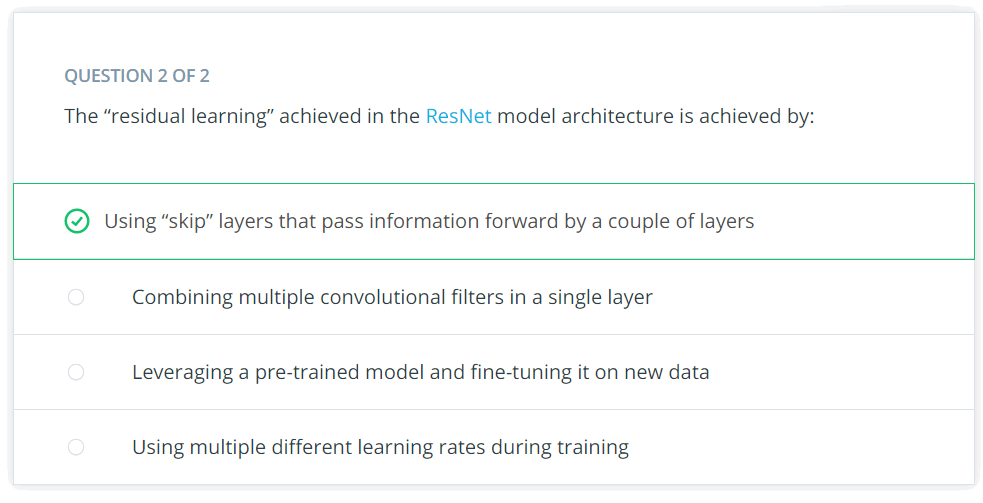 QUESTION 2 OF 2
The “residual learning” achieved in the ResNet model architecture is achieved by:
Using “skip” layers that pass information forward by a couple of layers
Combining multiple convolutional filters in a single layer
Leveraging a pre-trained model and fine-tuning it on new data
Using multiple different learning rates during training